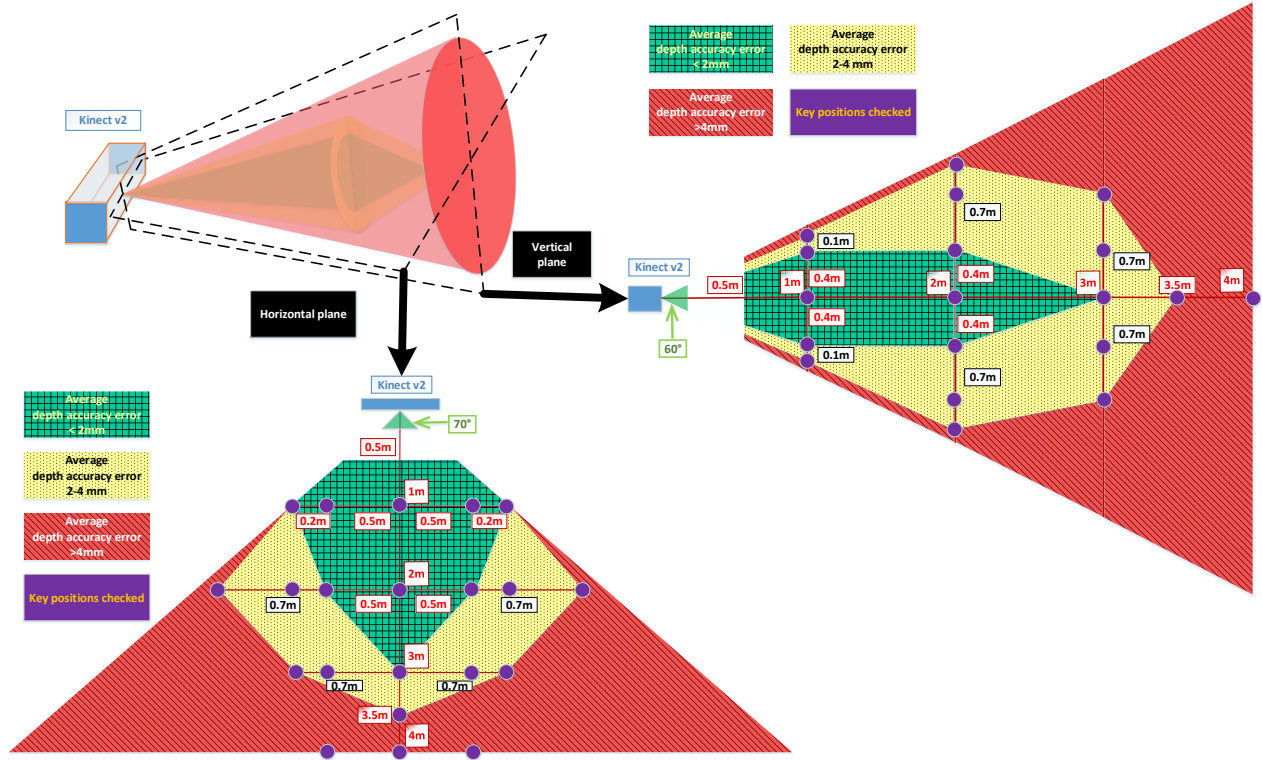 Kinect v2
Average
depth accuracy error
< 2mm
Average
depth accuracy error
2-4 mm
Average
depth accuracy error
>4mm
Key positions checked
Vertical
plane
Kinect v2
0.5m
60°
0.1m
0.7m
0.7m
1m
0.4m
2m
0.4m
3m
3.5m
4m
0.4m
0.4m
0.1m
0.7m
0.7m
Horizontal plane
Kinect v2
70°
0.5m
Average
depth accuracy error
< 2mm
Average
depth accuracy error
2-4 mm
Average
depth accuracy error
>4mm
Key positions checked
1m
0.2m
0.5m
0.5m
0.2m
2m
0.7m
0.5m
0.5m
0.7m
3m
0.7m
0.7m
3.5m
4m